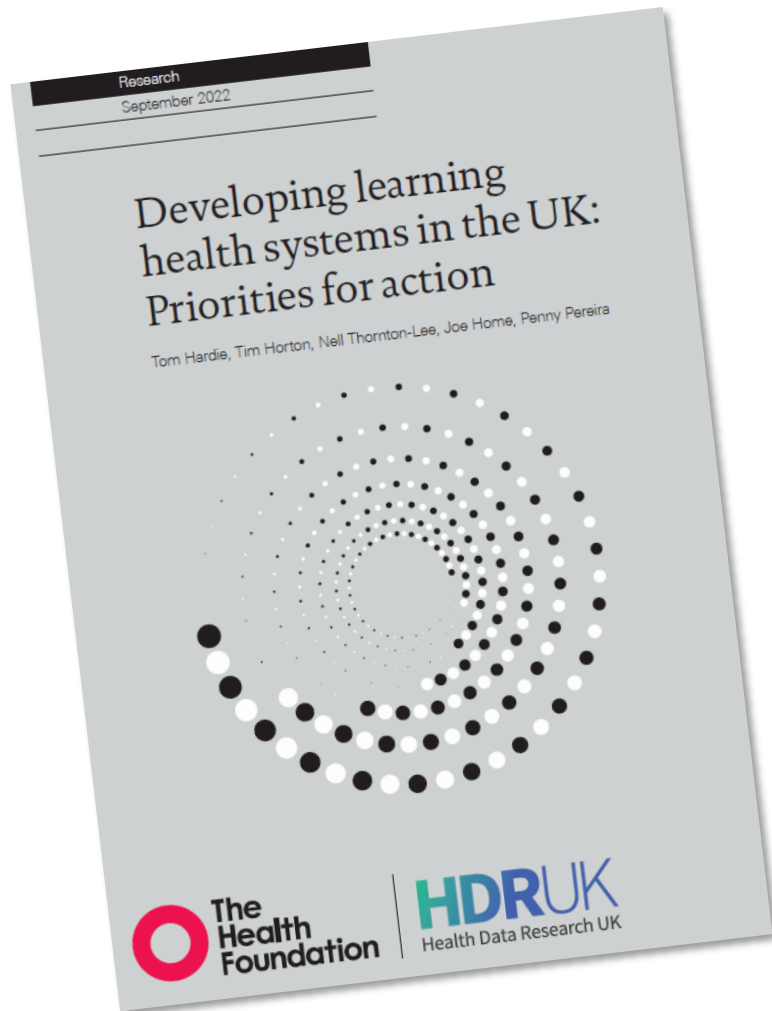 Research
September 2022
Developing learning
health systems in the UK:
Priorities for action
Tom Hardie, Tim Horton, Nell Thornton-Lee, Joe Home, Penny Pereira
The
Health
Foundation
HDRUK
Health Data Research UK